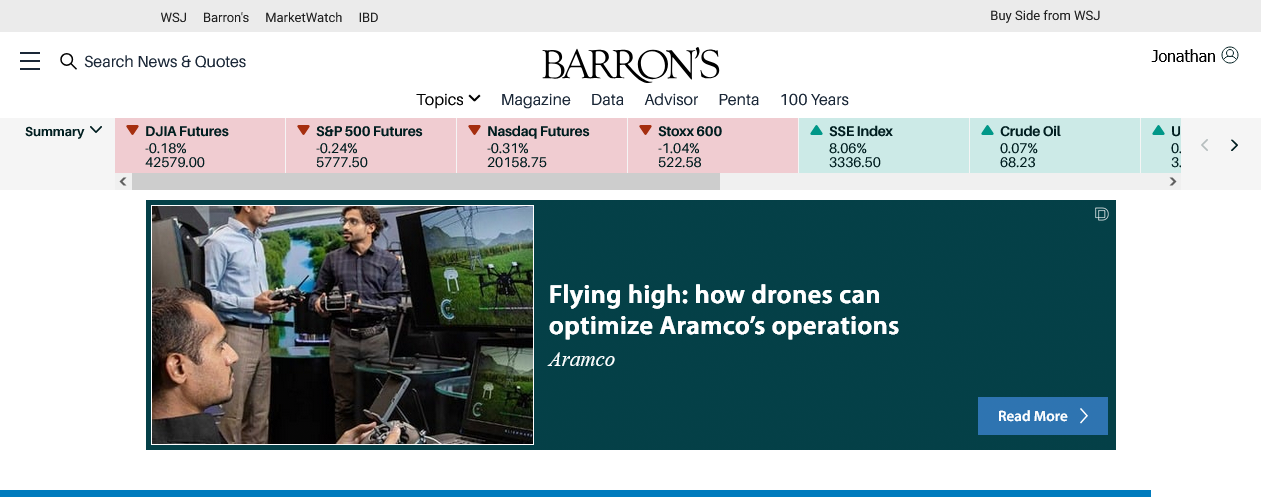 WSJ Barron's MarketWatch IBD Buy Side from WSJ
Search News & Quotes
BARRON'S
Jonathan
Topics Magazine Data Advisor Penta 100 Years
Summary
DJIA Futures
-0.18%
42579.00
S&P 500 Futures
-0.24%
5777.50
Nasdaq Futures
-0.31%
20158.75
Stoxx 600
-1.04%
522.58
SSE Index
8.06%
3336.50
Crude Oil
0.07%
68.23
U
0.
3.
Flying high: how drones can
optimize Aramco’s operations
Aramco
Read More